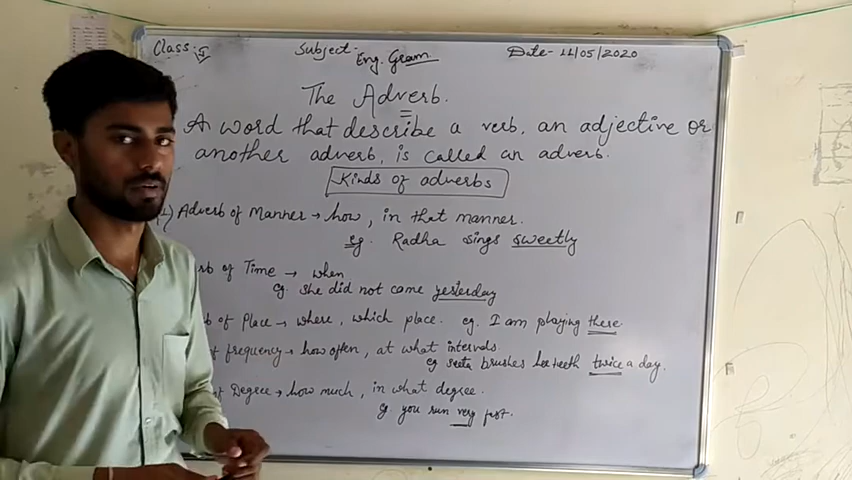 Class:- 5
Subject- Eng. Gram.
Date- 11/05/2020
The Adverb.
A word that describe a verb, an adjective or
another adverb, is called an adverb.
Kinds of adverbs
Adverb of Manner → how, in that manner.
eg. Radha sings sweetly
rb of Time → when
eg. she did not come yesterday
b of Place → where, which place. eg. I am playing there
f frequency → how often, at what intervals.
eg seeta brushes her teeth twice a day.
of Degree → how much, in what degree.
eg. you run very fast.